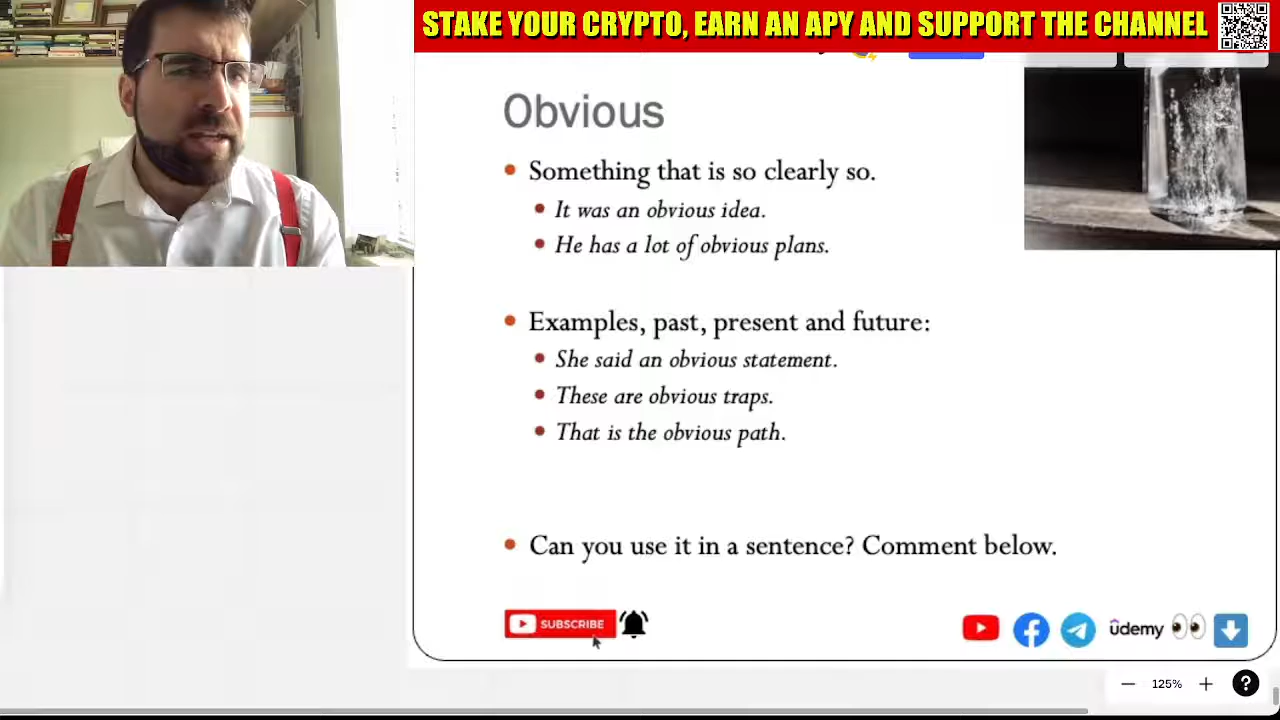 STAKE YOUR CRYPTO, EARN AN APY AND SUPPORT THE CHANNEL
Obvious
Something that is so clearly so.
It was an obvious idea.
He has a lot of obvious plans.
Examples, past, present and future:
She said an obvious statement.
These are obvious traps.
That is the obvious path.
Can you use it in a sentence? Comment below.
SUBSCRIBE
ûdemy
125%